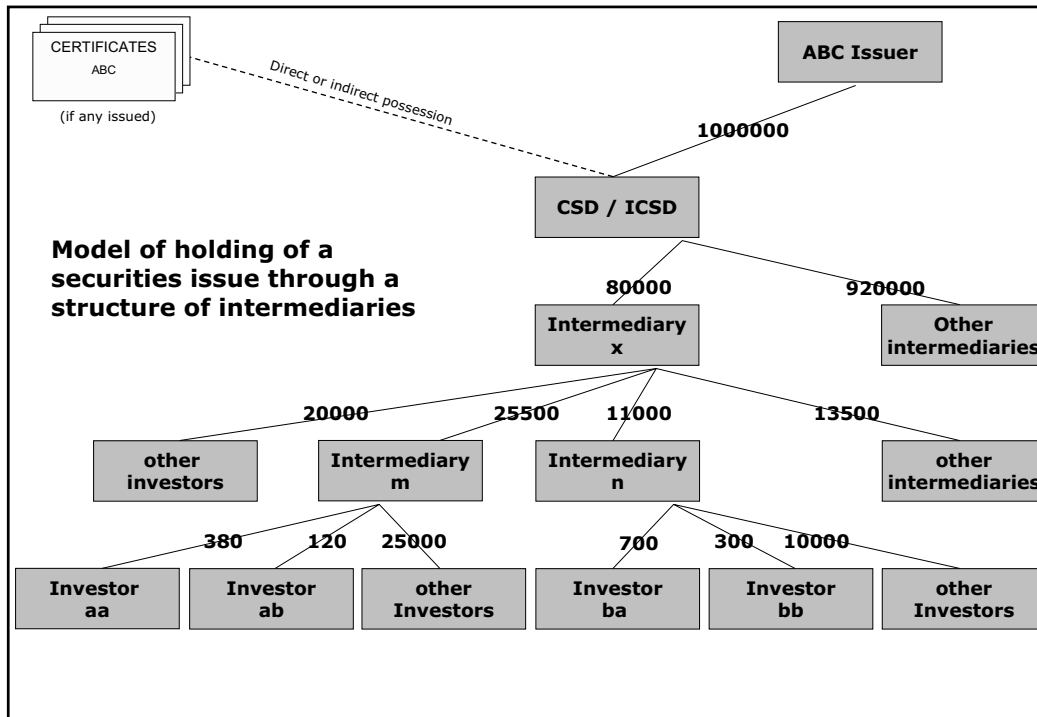 CERTIFICATES
ABC
(if any issued)
Direct or indirect possession
ABC Issuer
1000000
CSD / ICSD
Model of holding of a
securities issue through a
structure of intermediaries
80000
920000
Intermediary
x
Other
intermediaries
20000
25500
11000
13500
other
investors
Intermediary
m
Intermediary
n
other
intermediaries
380
120
25000
700
300
10000
Investor
aa
Investor
ab
other
Investors
Investor
ba
Investor
bb
other
Investors